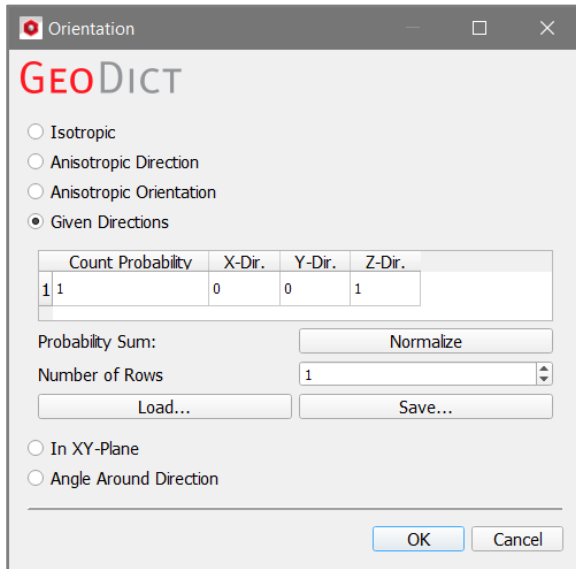 Orientation
GEODICT
Isotropic
Anisotropic Direction
Anisotropic Orientation
Given Directions
Count Probability X-Dir. Y-Dir. Z-Dir.
1 1 0 0 1
Probability Sum: Normalize
Number of Rows 1
Load... Save...
In XY-Plane
Angle Around Direction
OK Cancel